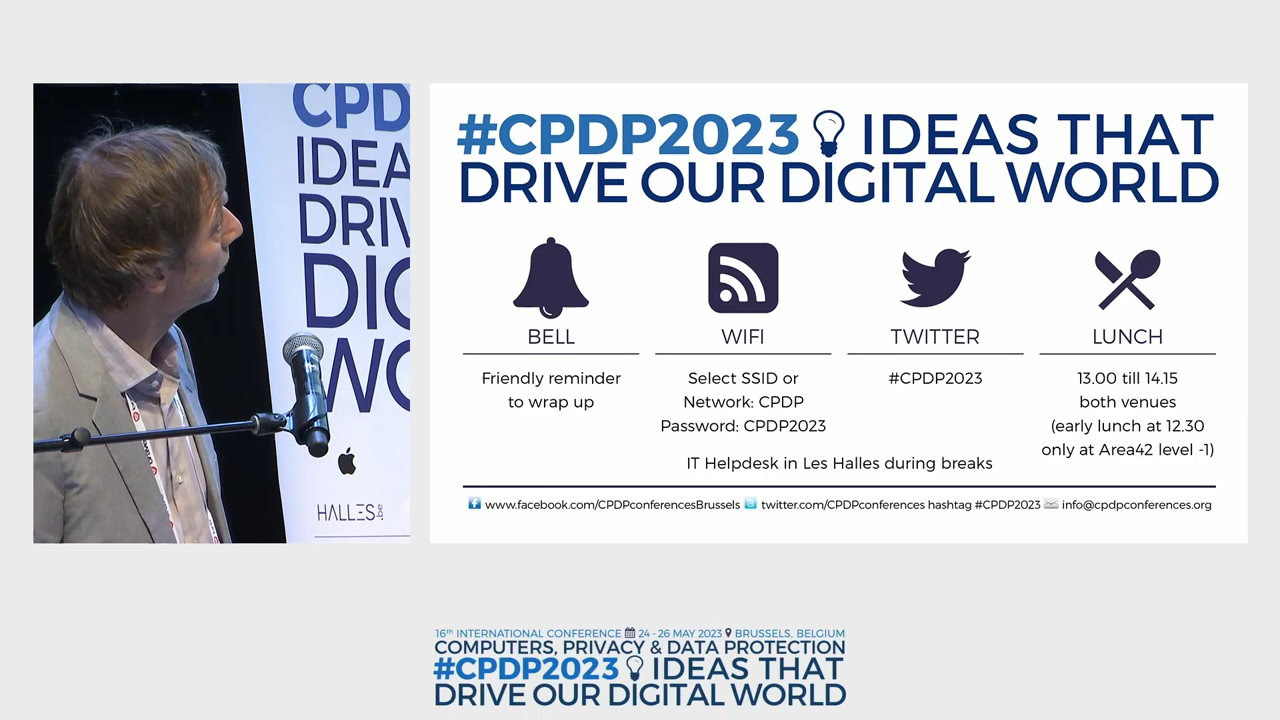 CPD
IDEA
DRIV
DIG
WO
HALLES.be
#CPDP2023 IDEAS THAT
DRIVE OUR DIGITAL WORLD
BELL
Friendly reminder
to wrap up
WIFI
Select SSID or
Network: CPDP
Password: CPDP2023
TWITTER
#CPDP2023
LUNCH
13.00 till 14.15
both venues
(early lunch at 12.30
only at Area42 level -1)
IT Helpdesk in Les Halles during breaks
www.facebook.com/CPDPconferencesBrussels twitter.com/CPDPconferences hashtag #CPDP2023 info@cpdpconferences.org
16th INTERNATIONAL CONFERENCE 24 - 26 MAY 2023 BRUSSELS, BELGIUM
COMPUTERS, PRIVACY & DATA PROTECTION
#CPDP2023 IDEAS THAT
DRIVE OUR DIGITAL WORLD